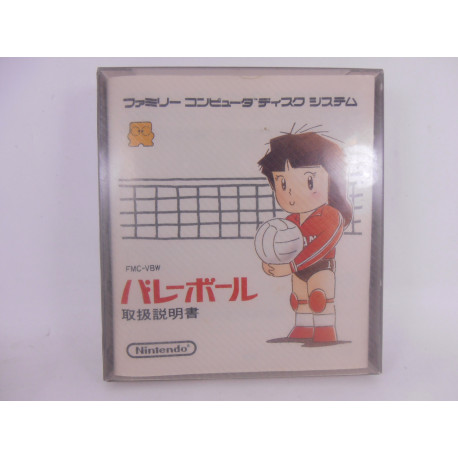 ファミリー コンピュータ ディスク システム
FMC-VBW
バレーボール
取扱説明書
Nintendo®